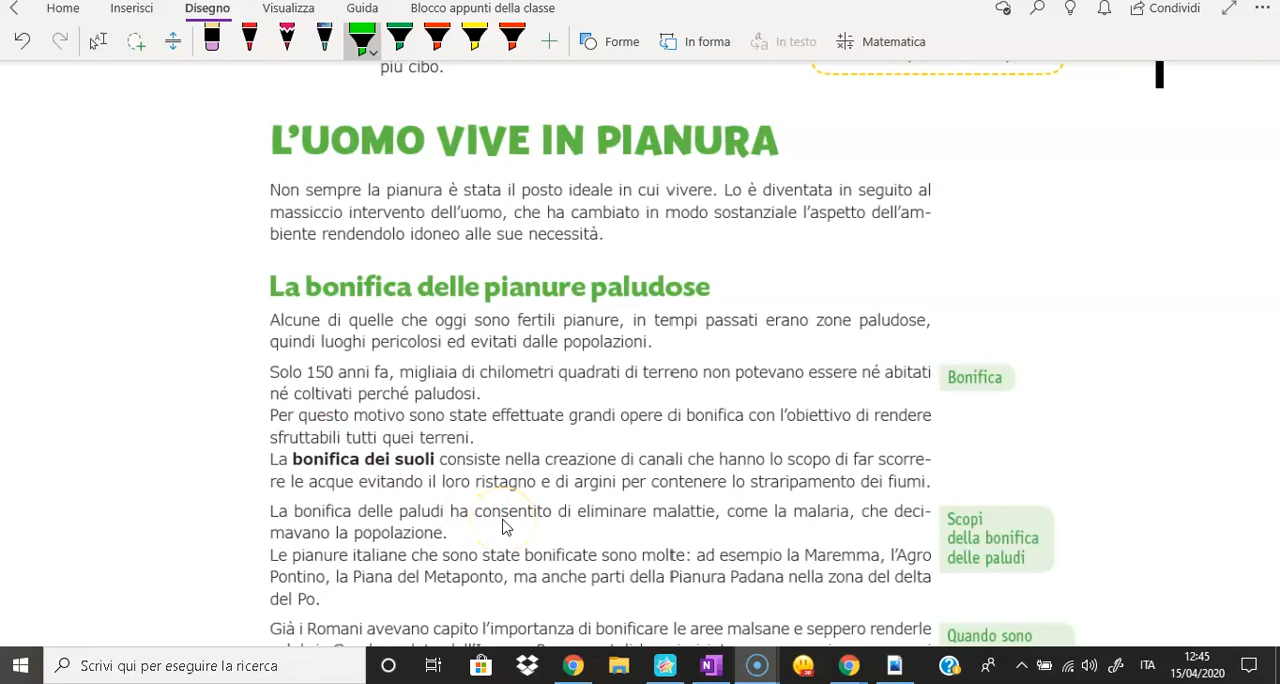 Home Inserisci Disegno Visualizza Guida Blocco appunti della classe Condividi
Forme In forma In testo Matematica
più cibo.
L'UOMO VIVE IN PIANURA
Non sempre la pianura è stata il posto ideale in cui vivere. Lo è diventata in seguito al
massiccio intervento dell'uomo, che ha cambiato in modo sostanziale l'aspetto dell'am-
biente rendendolo idoneo alle sue necessità.
La bonifica delle pianure paludose
Alcune di quelle che oggi sono fertili pianure, in tempi passati erano zone paludose,
quindi luoghi pericolosi ed evitati dalle popolazioni.
Solo 150 anni fa, migliaia di chilometri quadrati di terreno non potevano essere né abitati
né coltivati perché paludosi.
Bonifica
Per questo motivo sono state effettuate grandi opere di bonifica con l'obiettivo di rendere
sfruttabili tutti quei terreni.
La bonifica dei suoli consiste nella creazione di canali che hanno lo scopo di far scorre-
re le acque evitando il loro ristagno e di argini per contenere lo straripamento dei fiumi.
La bonifica delle paludi ha consentito di eliminare malattie, come la malaria, che deci-
mavano la popolazione.
Scopi
della bonifica
delle paludi
Le pianure italiane che sono state bonificate sono molte: ad esempio la Maremma, l'Agro
Pontino, la Piana del Metaponto, ma anche parti della Pianura Padana nella zona del delta
del Po.
Già i Romani avevano capito l'importanza di bonificare le aree malsane e seppero renderle
Quando sono
Scrivi qui per eseguire la ricerca
30
ITA
12:45
15/04/2020